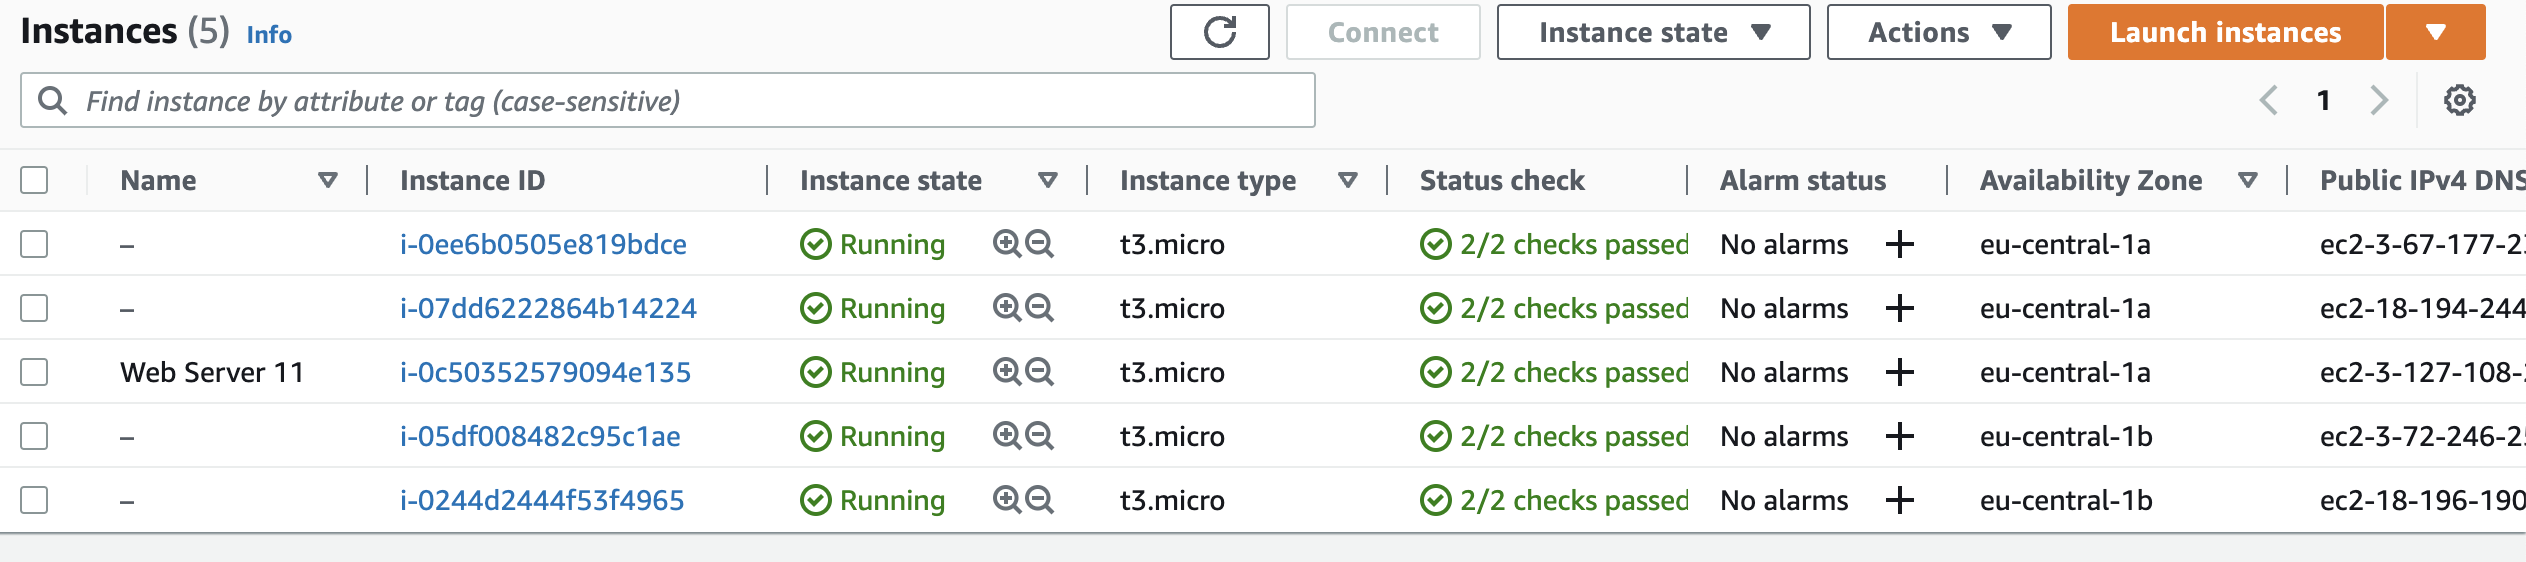 Instances (5) Info Connect Instance state Actions Launch instances
Find instance by attribute or tag (case-sensitive) 1
Name Instance ID Instance state Instance type Status check Alarm status Availability Zone Public IPv4 DNS
– i-0ee6b0505e819bdce Running t3.micro 2/2 checks passed No alarms + eu-central-1a ec2-3-67-177-23
– i-07dd6222864b14224 Running t3.micro 2/2 checks passed No alarms + eu-central-1a ec2-18-194-244
Web Server 11 i-0c50352579094e135 Running t3.micro 2/2 checks passed No alarms + eu-central-1a ec2-3-127-108-
– i-05df008482c95c1ae Running t3.micro 2/2 checks passed No alarms + eu-central-1b ec2-3-72-246-25
– i-0244d2444f53f4965 Running t3.micro 2/2 checks passed No alarms + eu-central-1b ec2-18-196-190